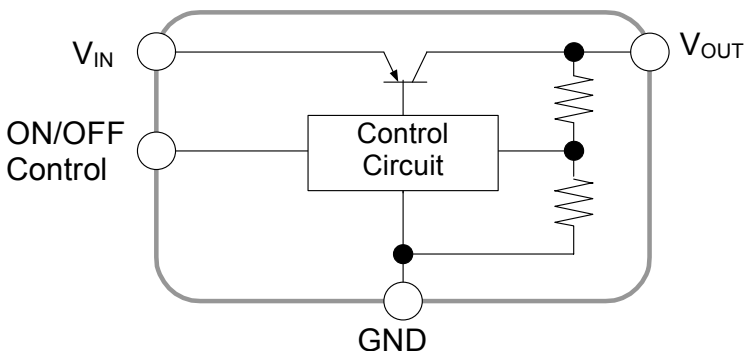 V_IN
V_OUT
ON/OFF
Control
Control
Circuit
GND